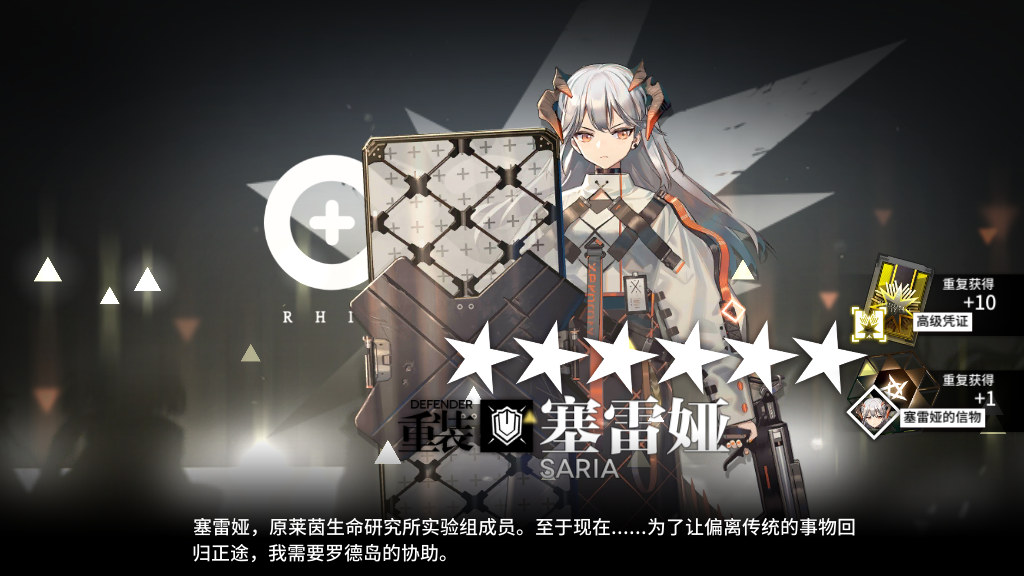 RHI
重复获得
+10
高级凭证
重复获得
+1
塞雷娅的信物
DEFENDER
重装
塞雷娅
SARIA
塞雷娅，原莱茵生命研究所实验组成员。至于现在......为了让偏离传统的事物回
归正途，我需要罗德岛的协助。